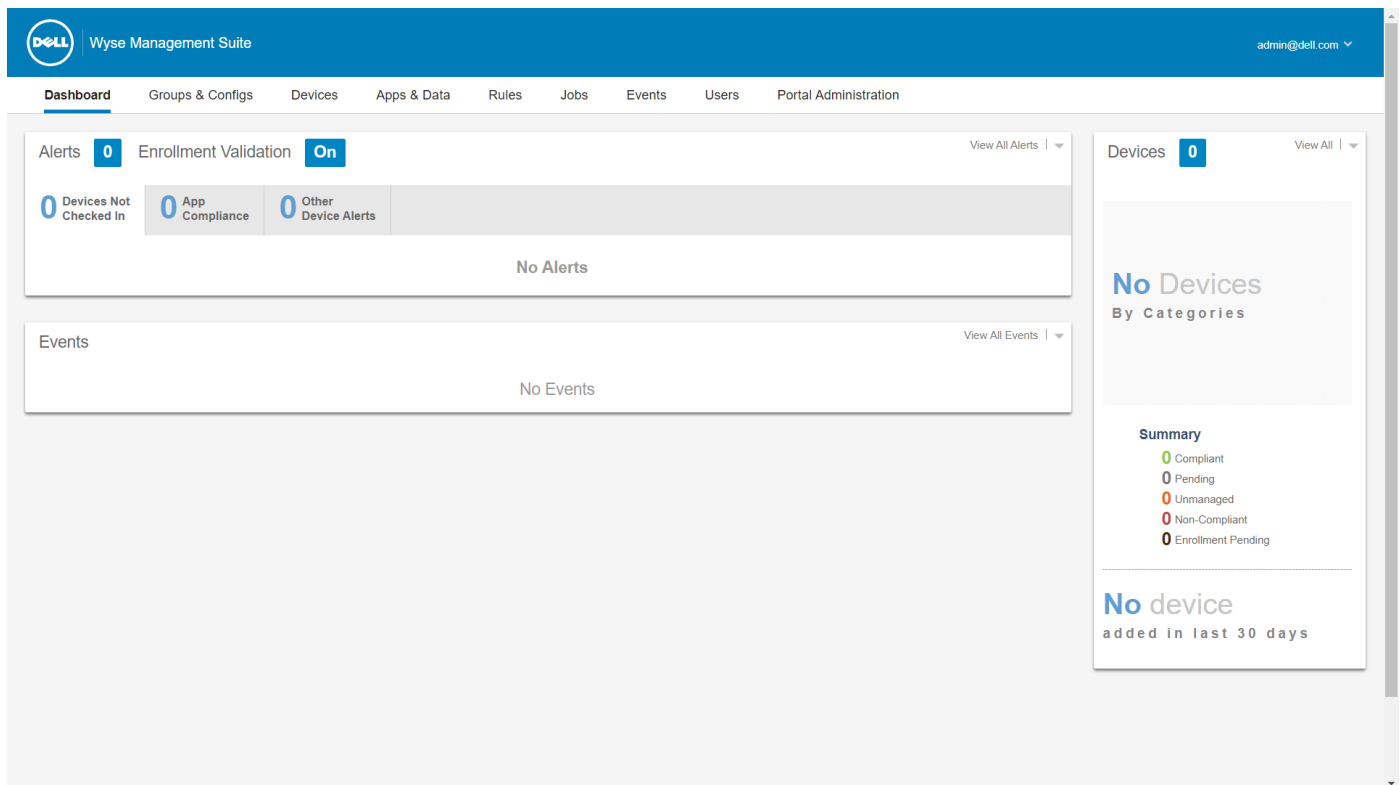 DELL
Wyse Management Suite
admin@dell.com
Dashboard Groups & Configs Devices Apps & Data Rules Jobs Events Users Portal Administration
Alerts 0 Enrollment Validation On
View All Alerts
0 Devices Not
Checked In
0 App
Compliance
0 Other
Device Alerts
No Alerts
Events
View All Events
No Events
Devices 0
View All
No Devices
By Categories
Summary
0 Compliant
0 Pending
0 Unmanaged
0 Non-Compliant
0 Enrollment Pending
No device
added in last 30 days